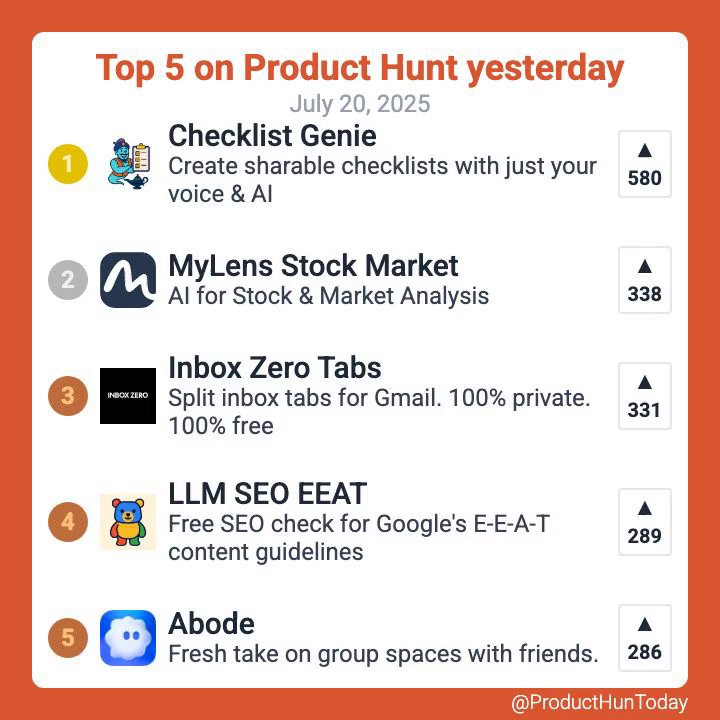 Top 5 on Product Hunt yesterday
July 20, 2025
1
Checklist Genie
Create sharable checklists with just your
voice & AI
▲
580
2
MyLens Stock Market
AI for Stock & Market Analysis
▲
338
3
INBOX ZERO
Inbox Zero Tabs
Split inbox tabs for Gmail. 100% private.
100% free
▲
331
4
LLM SEO EEAT
Free SEO check for Google's E-E-A-T
content guidelines
▲
289
5
Abode
Fresh take on group spaces with friends.
▲
286
@ProductHunToday